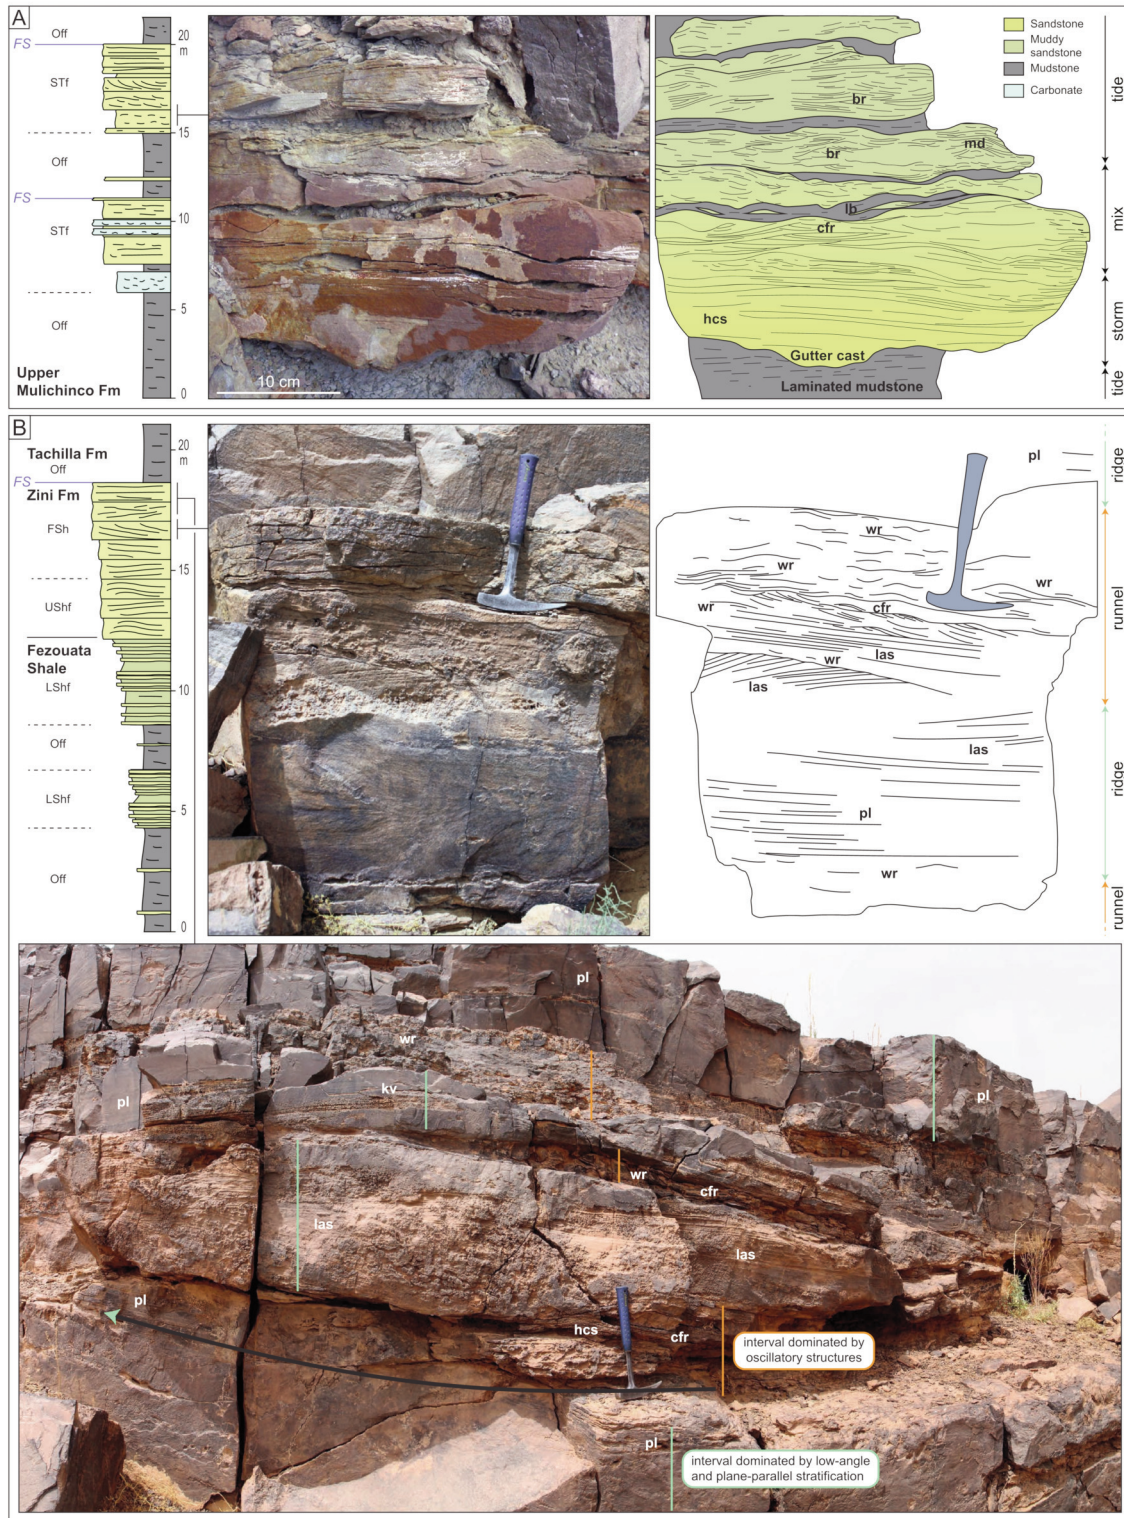 A
Off
FS
STf
Off
FS
STf
Off
Upper
Mulichinco Fm
20
m
15
10
5
0
10 cm
br
md
br
lb
cfr
hcs
Gutter cast
Laminated mudstone
Sandstone
Muddy
sandstone
Mudstone
Carbonate
tide
mix
storm
tide
B
Tachilla Fm
Off
FS
Zini Fm
FSh
UShf
Fezouata
Shale
LShf
Off
LShf
Off
20
m
15
10
5
0
pl
wr
wr
wr
wr
cfr
las
wr
las
las
pl
wr
ridge
runnel
ridge
runnel
pl
wr
kv
pl
pl
wr
cfr
las
las
pl
hcs
cfr
interval dominated by
oscillatory structures
pl
interval dominated by low-angle
and plane-parallel stratification